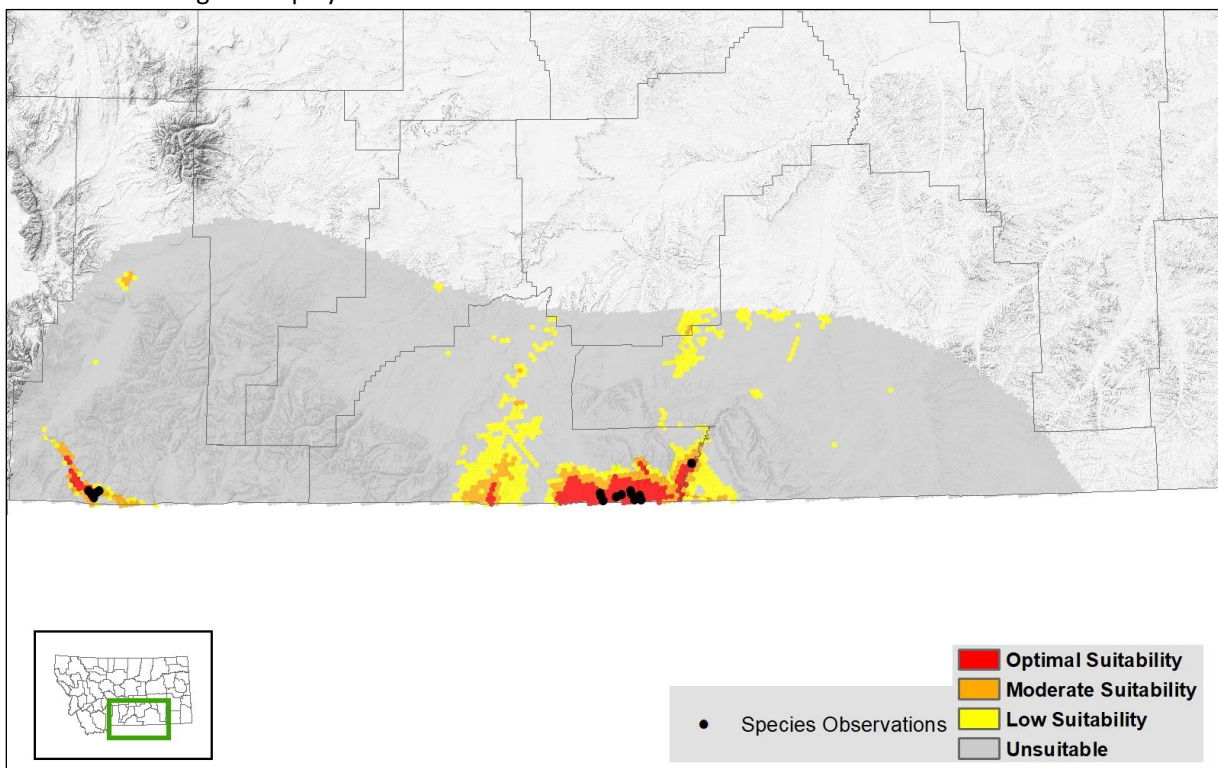 Species Observations
Optimal Suitability
Moderate Suitability
Low Suitability
Unsuitable